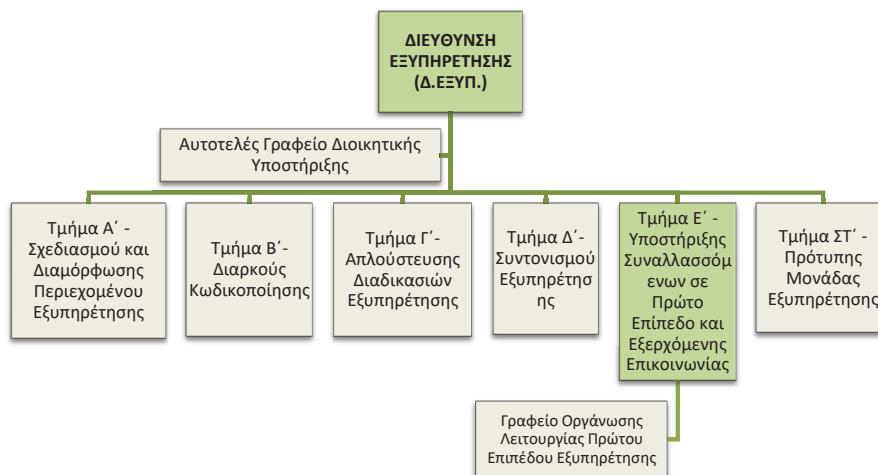 ΔΙΕΥΘΥΝΣΗ
ΕΞΥΠΗΡΕΤΗΣΗΣ
(Δ.ΕΞΥΠ.)
Αυτοτελές Γραφείο Διοικητικής
Υποστήριξης
Τμήμα Α΄ -
Σχεδιασμού και
Διαμόρφωσης
Περιεχομένου
Εξυπηρέτησης
Τμήμα Β΄-
Διαρκούς
Κωδικοποίησης
Τμήμα Γ΄-
Απλούστευσης
Διαδικασιών
Εξυπηρέτησης
Τμήμα Δ΄-
Συντονισμού
Εξυπηρέτησ
ης
Τμήμα Ε΄ -
Υποστήριξης
Συναλλασσόμ
ενων σε
Πρώτο
Επίπεδο και
Εξερχόμενης
Επικοινωνίας
Τμήμα ΣΤ΄ -
Πρότυπης
Μονάδας
Εξυπηρέτησης
Γραφείο Οργάνωσης
Λειτουργίας Πρώτου
Επιπέδου Εξυπηρέτησης